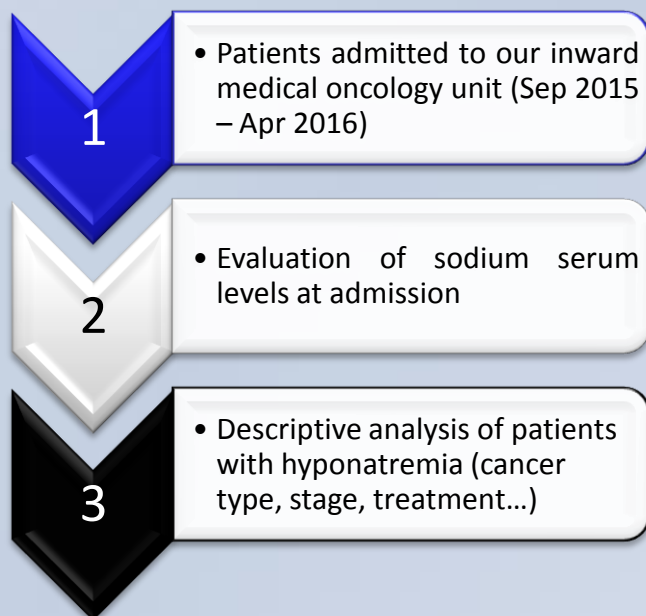 1
• Patients admitted to our inward
medical oncology unit (Sep 2015
– Apr 2016)
2
• Evaluation of sodium serum
levels at admission
3
• Descriptive analysis of patients
with hyponatremia (cancer
type, stage, treatment…)